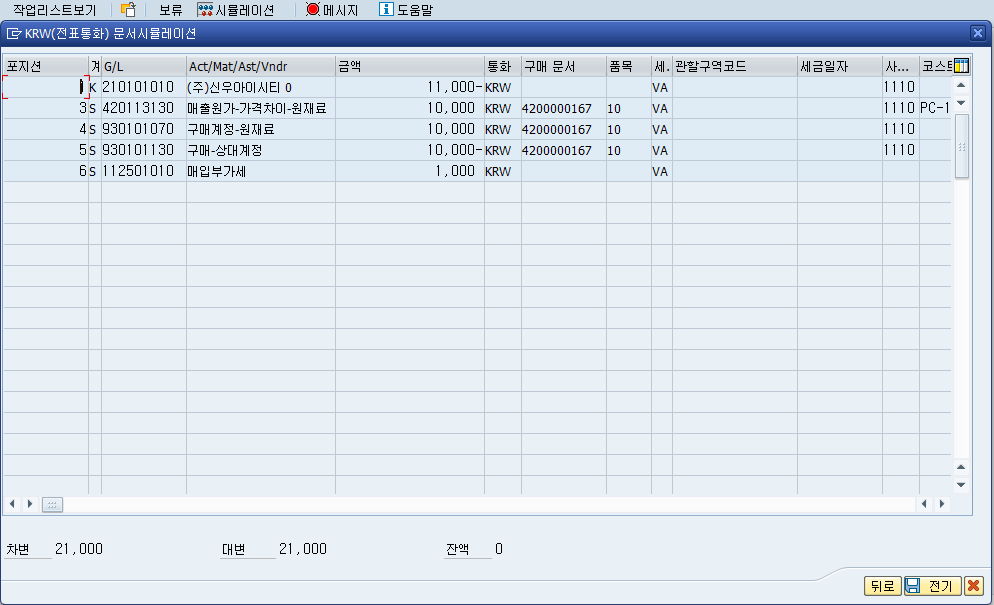 작업리스트보기 보류 시뮬레이션 메시지 도움말
KRW(전표통화) 문서시뮬레이션
포지션 계 G/L Act/Mat/Ast/Vndr 금액 통화 구매 문서 품목 세. 관할구역코드 세금일자 사... 코스트
1 K 210101010 (주)신우아이시티 0 11,000- KRW VA 1110
3 S 420113130 매출원가-가격차이-원재료 10,000 KRW 4200000167 10 VA 1110 PC-1
4 S 930101070 구매계정-원재료 10,000 KRW 4200000167 10 VA 1110
5 S 930101130 구매-상대계정 10,000- KRW 4200000167 10 VA 1110
6 S 112501010 매입부가세 1,000 KRW VA
차변 21,000 대변 21,000 잔액 0
뒤로 전기